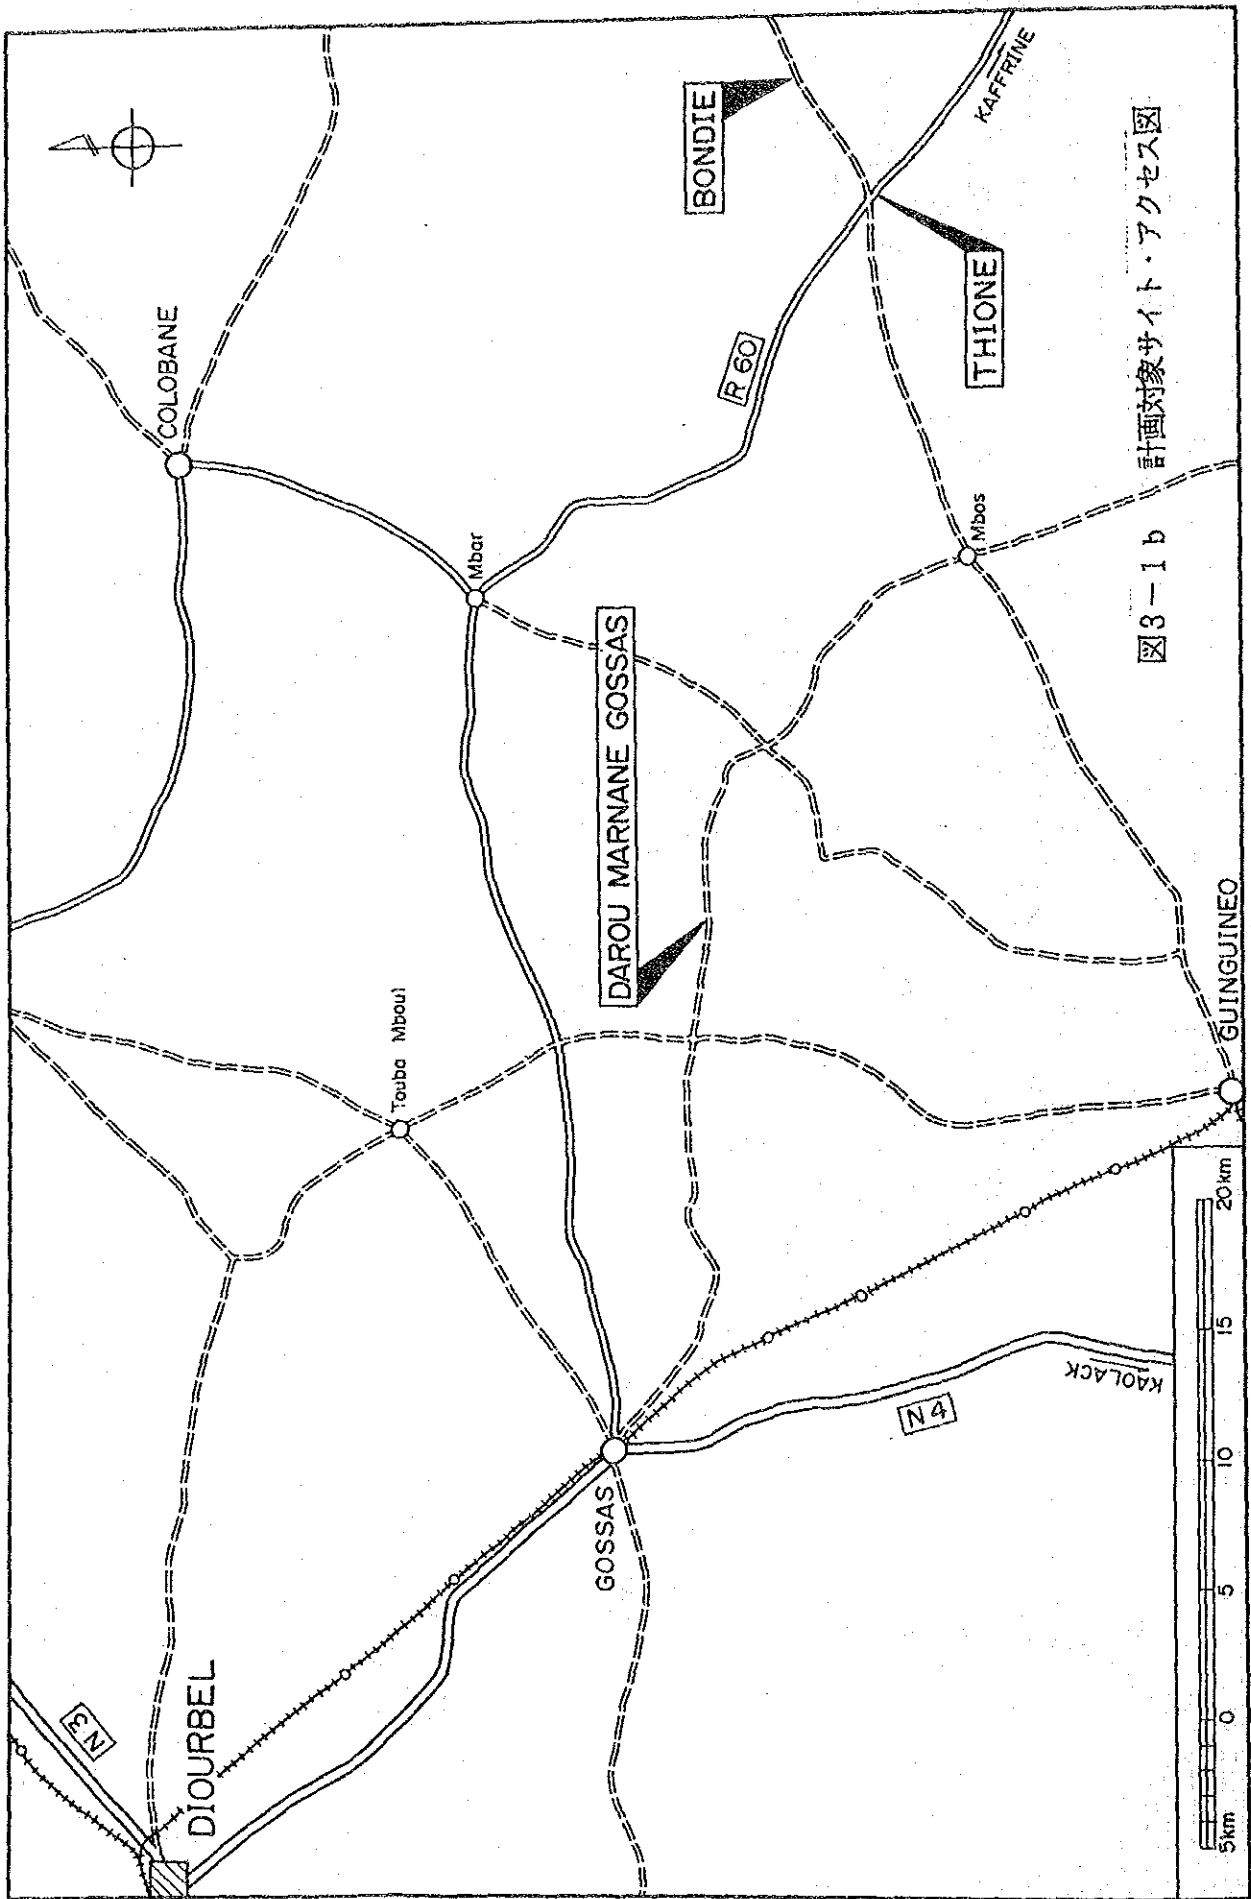 N3
DIOURBEL
GOSSAS
N4
KAOLACK
Touba Mboul
COLOBANE
Mbar
DAROU MARNANE GOSSAS
R 60
BONDIE
THIONE
KAFFRINE
Mbos
GUINGUINEO
5km 0 5 10 15 20km
図3-1b 計画対象サイト・アクセス図